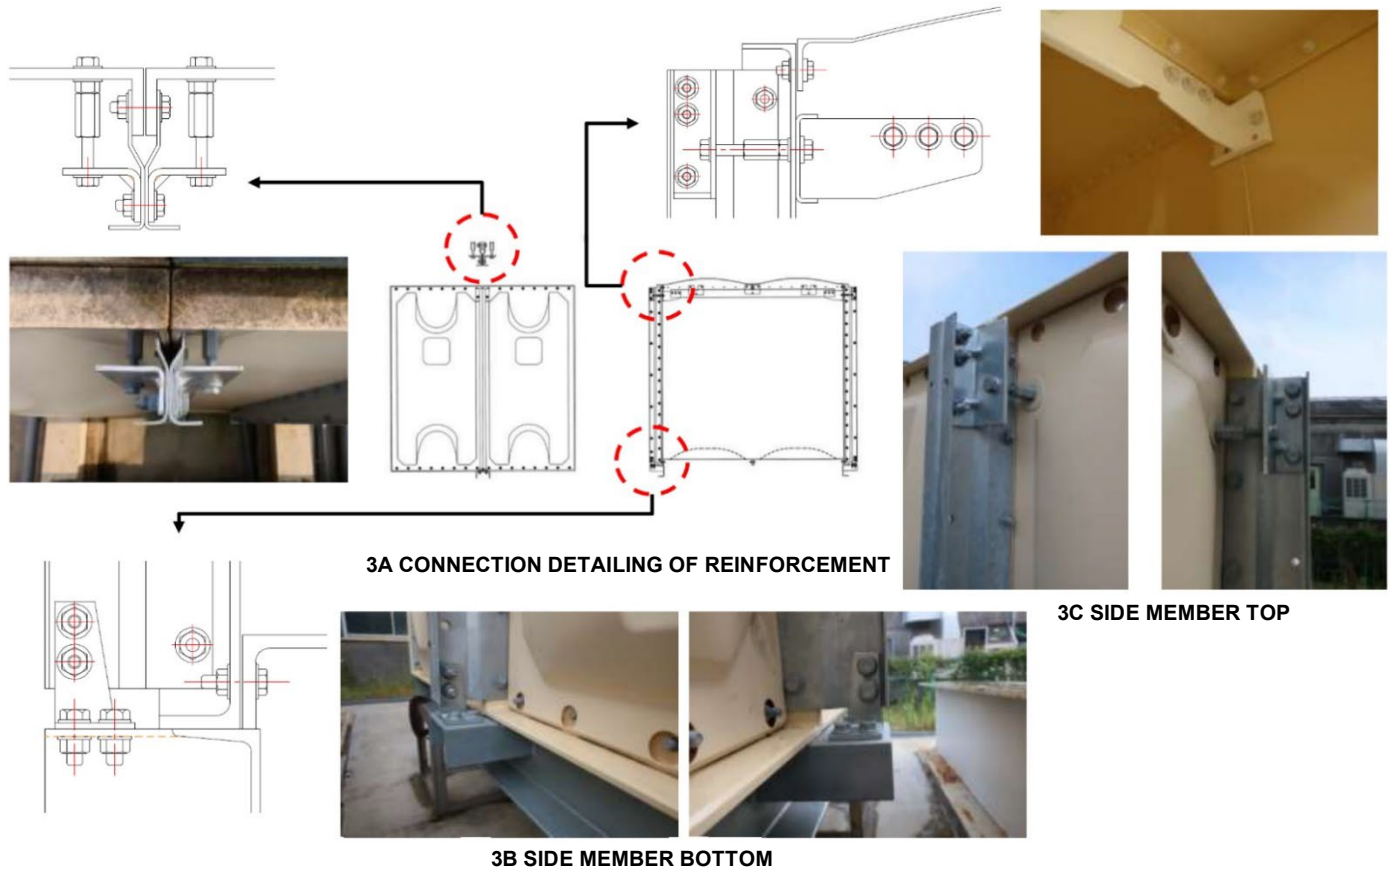 3A CONNECTION DETAILING OF REINFORCEMENT
3C SIDE MEMBER TOP
3B SIDE MEMBER BOTTOM